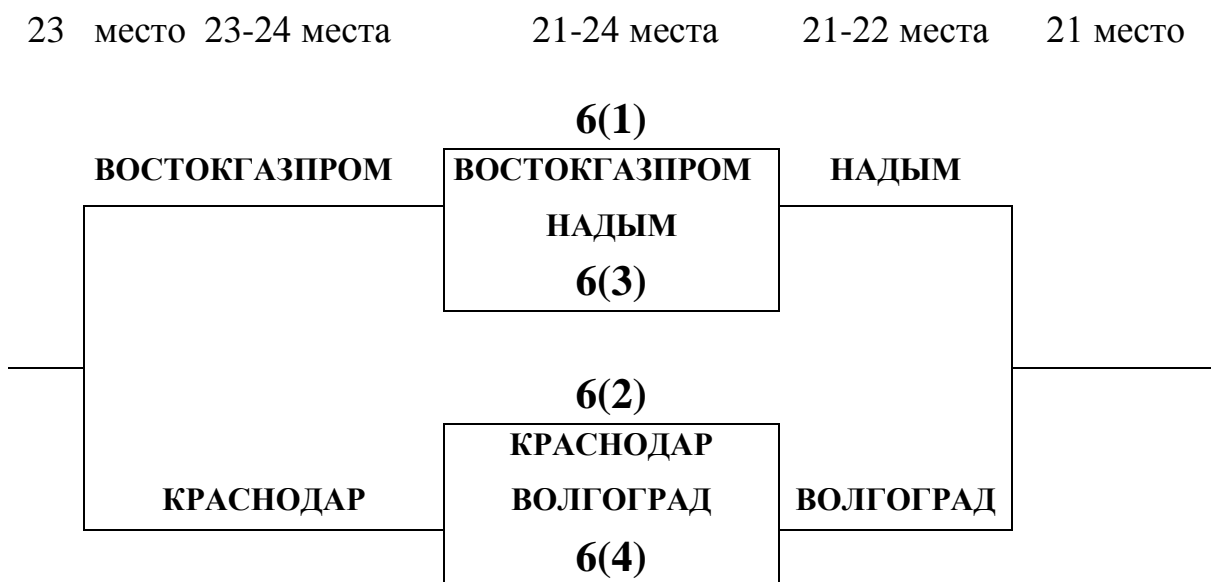 23 место 23-24 места 21-24 места 21-22 места 21 место
6(1)
ВОСТОКГАЗПРОМ ВОСТОКГАЗПРОМ НАДЫМ
НАДЫМ
6(3)
6(2)
КРАСНОДАР
КРАСНОДАР ВОЛГОГРАД ВОЛГОГРАД
6(4)